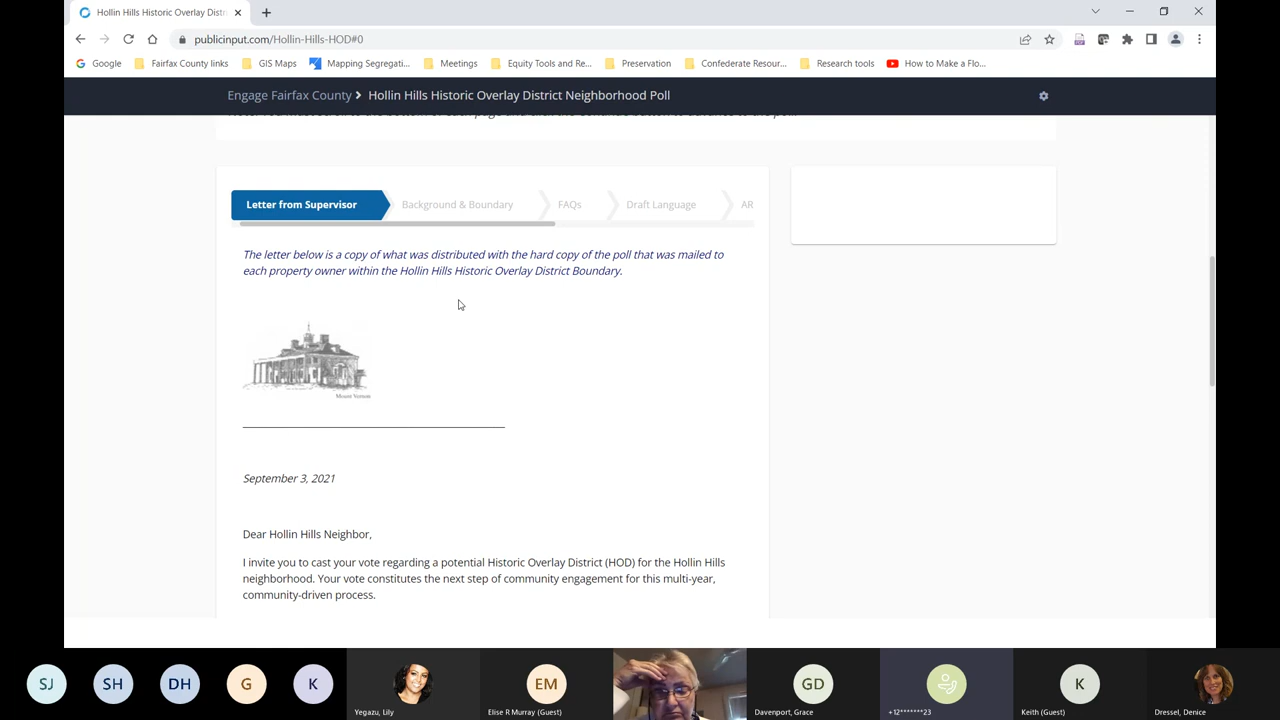 Hollin Hills Historic Overlay Distr
publicinput.com/Hollin-Hills-HOD#0
Google
Fairfax County links
GIS Maps
Mapping Segregati...
Meetings
Equity Tools and Re...
Preservation
Confederate Resour...
Research tools
How to Make a Flo...
Engage Fairfax County > Hollin Hills Historic Overlay District Neighborhood Poll
Letter from Supervisor
Background & Boundary
FAQs
Draft Language
AR
The letter below is a copy of what was distributed with the hard copy of the poll that was mailed to
each property owner within the Hollin Hills Historic Overlay District Boundary.
Mount Vernon
September 3, 2021
Dear Hollin Hills Neighbor,
I invite you to cast your vote regarding a potential Historic Overlay District (HOD) for the Hollin Hills
neighborhood. Your vote constitutes the next step of community engagement for this multi-year,
community-driven process.
SJ
SH
DH
G
K
Yegazu, Lily
EM
Elise R Murray (Guest)
GD
Davenport, Grace
+12*******23
K
Keith (Guest)
Dressel, Denice